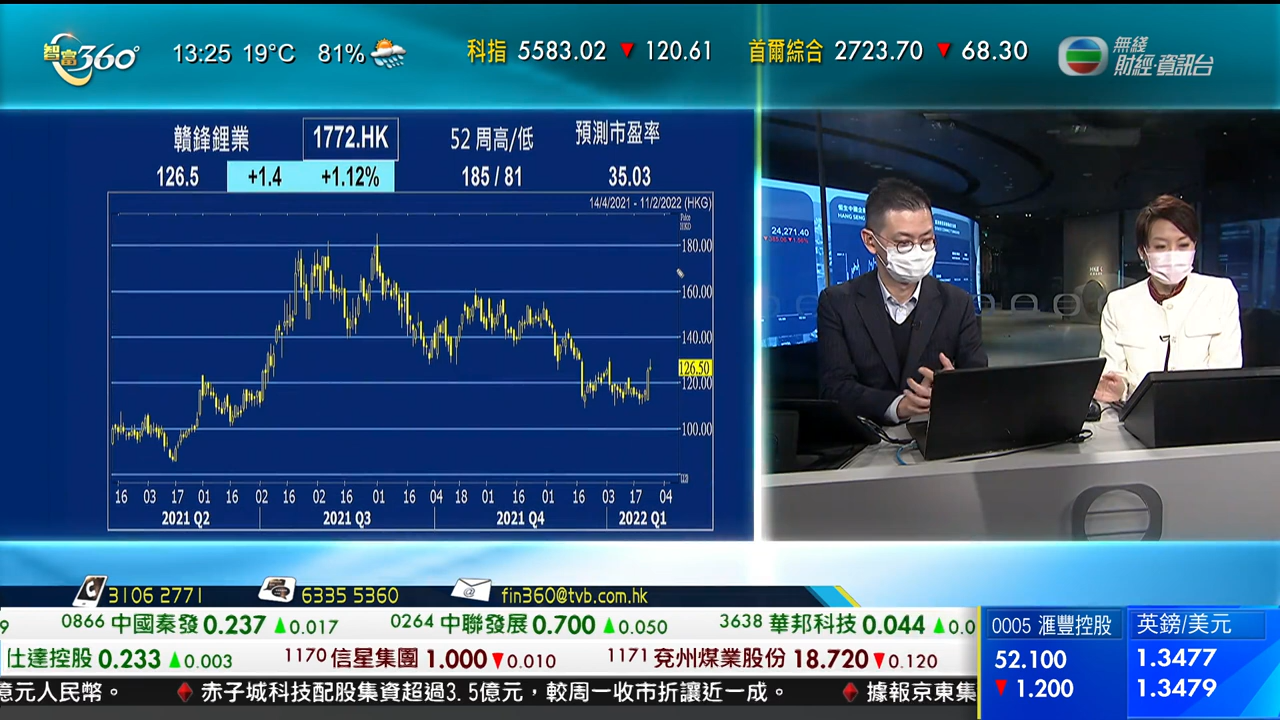 智富360°
13:25 19°C 81%
科指 5583.02 ▼ 120.61
首爾綜合 2723.70 ▼ 68.30
無綫
財經·資訊台
贛鋒鋰業 1772.HK 52 周高/低 預測市盈率
126.5 +1.4 +1.12% 185 / 81 35.03
14/4/2021 - 11/2/2022 (HKG)
Price
HKD
180.00
160.00
140.00
126.50
120.00
100.00
16 03 17 01 16 02 16 02 16 01 16 04 18 01 16 01 16 03 17 04
2021 Q2 2021 Q3 2021 Q4 2022 Q1
HANG SENG
24,271.40
3106 2771 6335 5360 fin360@tvb.com.hk
9 0866 中國秦發 0.237 ▲0.017 0264 中聯發展 0.700 ▲0.050 3638 華邦科技 0.044 ▲0.0
仕達控股 0.233 ▲0.003 1170 信星集團 1.000 ▼0.010 1171 兗州煤業股份 18.720 ▼0.120
億元人民幣。 ♦ 赤子城科技配股集資超過3.5億元，較周一收市折讓近一成。 ♦ 據報京東集
0005 滙豐控股
52.100
▼ 1.200
英鎊/美元
1.3477
1.3479